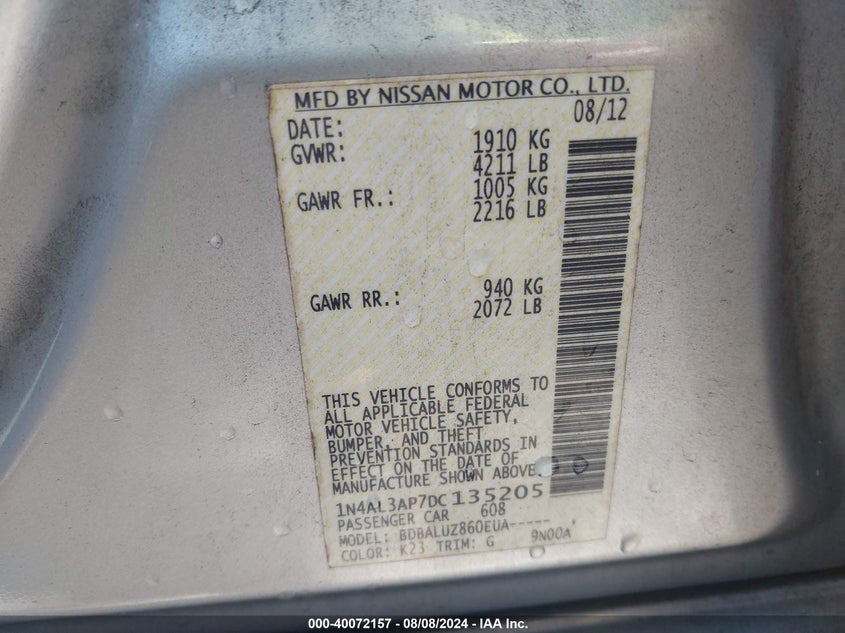 MFD BY NISSAN MOTOR CO., LTD.
DATE: 08/12
GVWR: 1910 KG
4211 LB
GAWR FR.: 1005 KG
2216 LB
GAWR RR.: 940 KG
2072 LB
THIS VEHICLE CONFORMS TO
ALL APPLICABLE FEDERAL
MOTOR VEHICLE SAFETY,
BUMPER, AND THEFT
PREVENTION STANDARDS IN
EFFECT ON THE DATE OF
MANUFACTURE SHOWN ABOVE.
1N4AL3AP7DC135205
PASSENGER CAR 608
MODEL: BDBALUZ860EUA-----
COLOR: K23 TRIM: G 9N00A
000-40072157 - 08/08/2024 - IAA Inc.